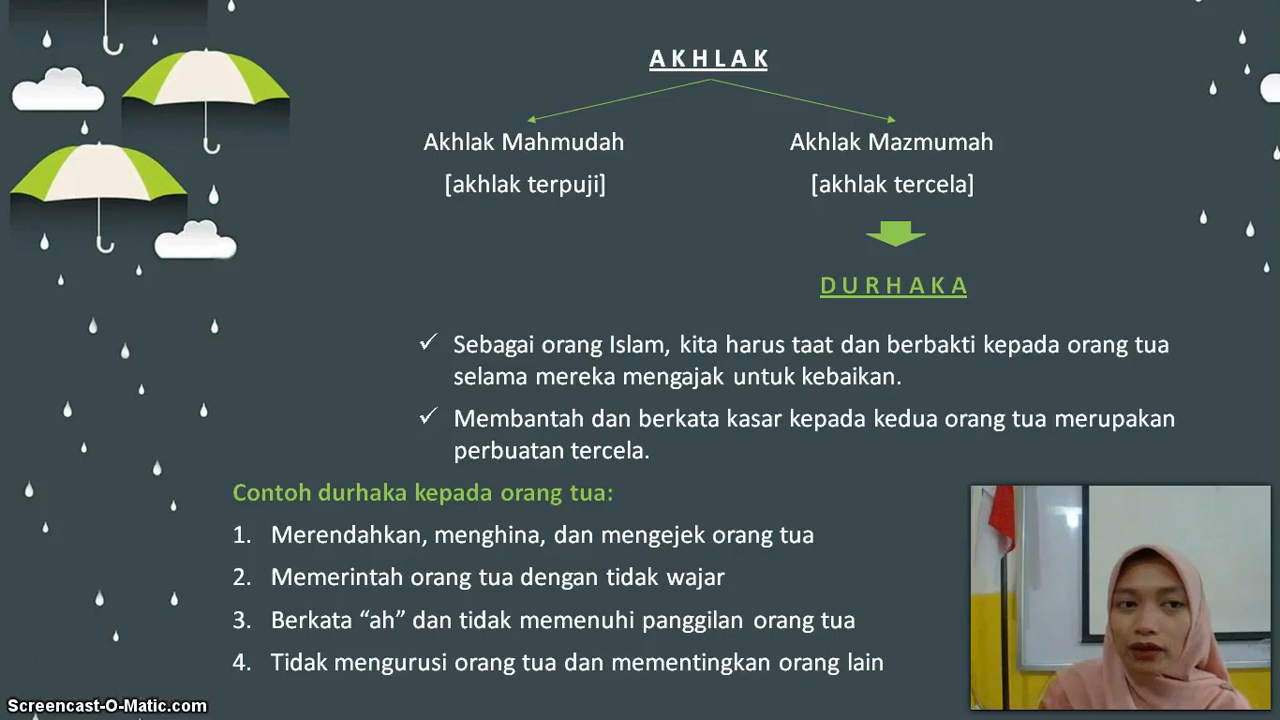 A K H L A K
Akhlak Mahmudah
[akhlak terpuji]
Akhlak Mazmumah
[akhlak tercela]
D U R H A K A
Sebagai orang Islam, kita harus taat dan berbakti kepada orang tua
selama mereka mengajak untuk kebaikan.
Membantah dan berkata kasar kepada kedua orang tua merupakan
perbuatan tercela.
Contoh durhaka kepada orang tua:
1. Merendahkan, menghina, dan mengejek orang tua
2. Memerintah orang tua dengan tidak wajar
3. Berkata “ah” dan tidak memenuhi panggilan orang tua
4. Tidak mengurusi orang tua dan mementingkan orang lain
Screencast-O-Matic.com